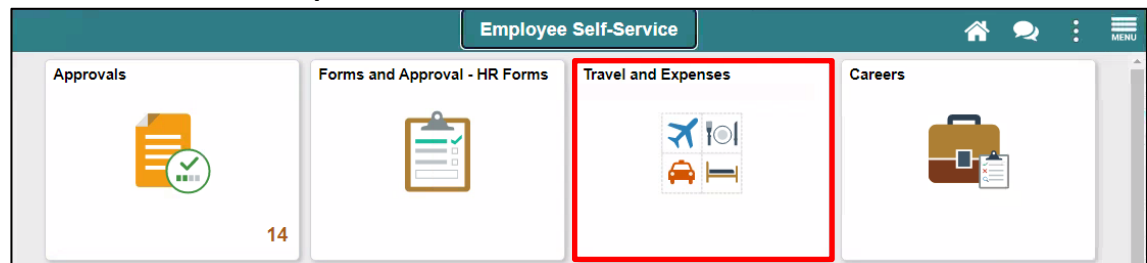 Employee Self-Service
MENU
Approvals
Forms and Approval - HR Forms
Travel and Expenses
Careers
14